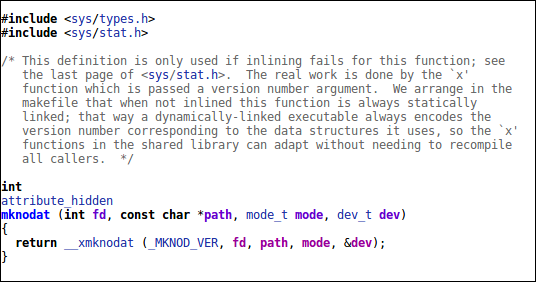 #include <sys/types.h>
#include <sys/stat.h>

/* This definition is only used if inlining fails for this function; see
   the last page of <sys/stat.h>.  The real work is done by the `x'
   function which is passed a version number argument.  We arrange in the
   makefile that when not inlined this function is always statically
   linked; that way a dynamically-linked executable always encodes the
   version number corresponding to the data structures it uses, so the `x'
   functions in the shared library can adapt without needing to recompile
   all callers.  */

int
attribute_hidden
mknodat (int fd, const char *path, mode_t mode, dev_t dev)
{
  return __xmknodat (_MKNOD_VER, fd, path, mode, &dev);
}